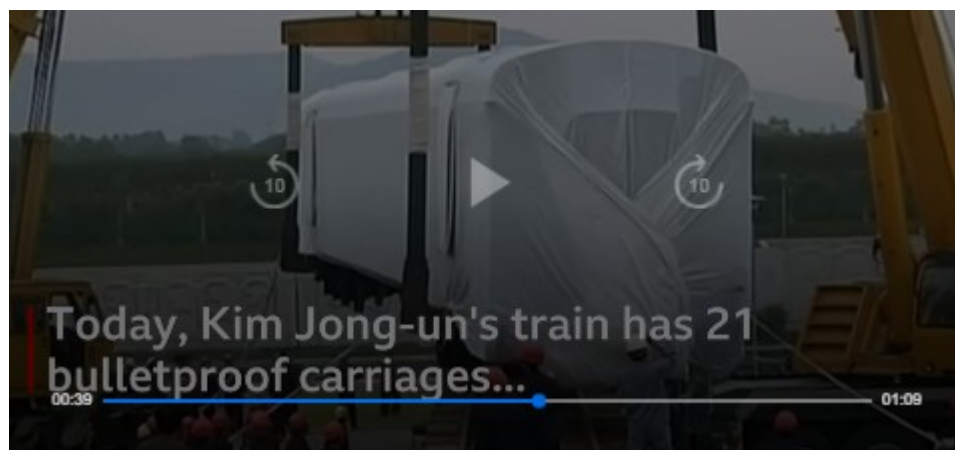 10
10
Today, Kim Jong-un's train has 21
bulletproof carriages...
00:39
01:09